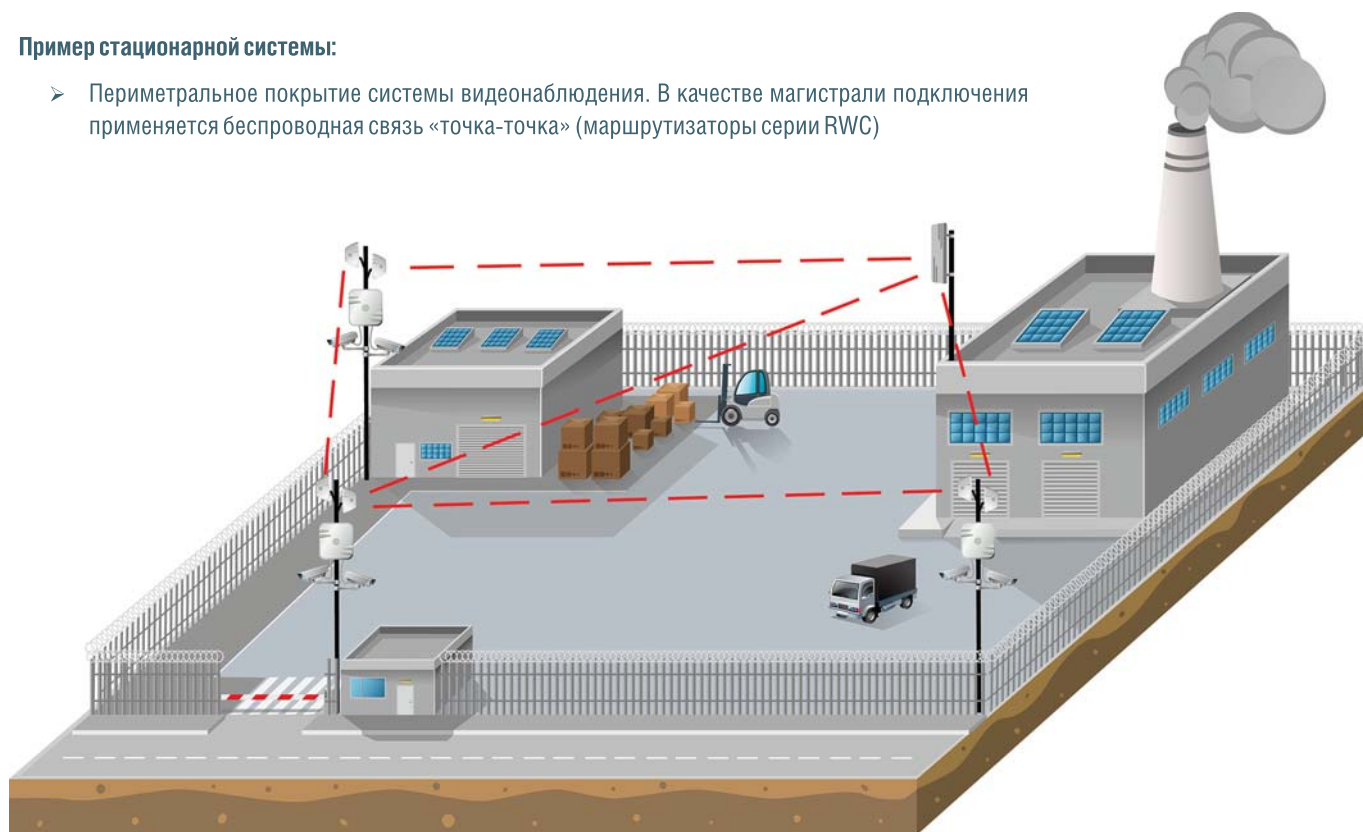 Пример стационарной системы:
➢ Периметральное покрытие системы видеонаблюдения. В качестве магистрали подключения
применяется беспроводная связь «точка-точка» (маршрутизаторы серии RWC)